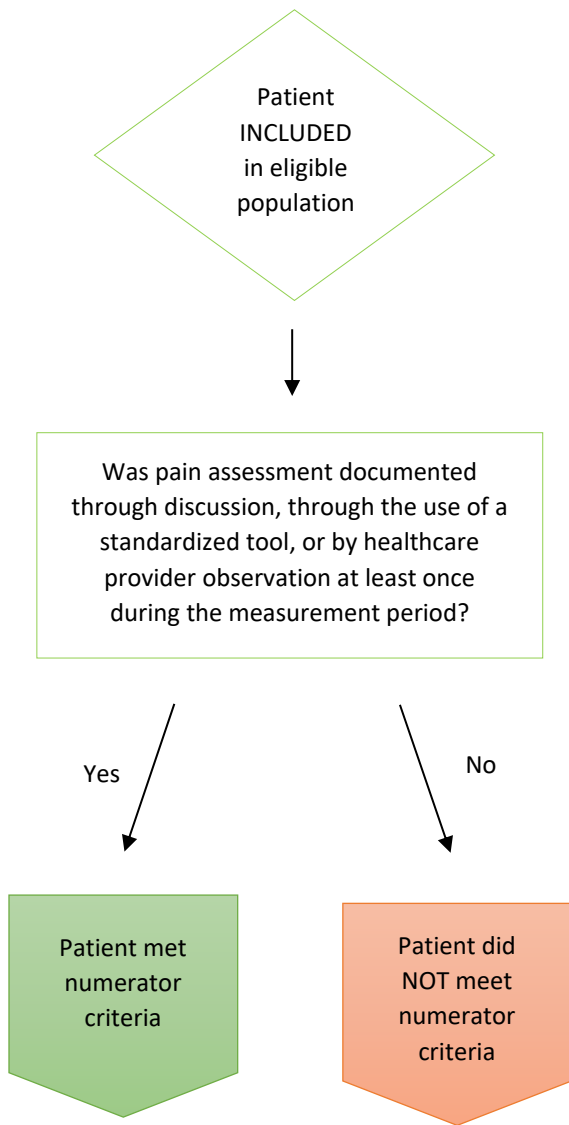 Patient
INCLUDED
in eligible
population
Was pain assessment documented
through discussion, through the use of a
standardized tool, or by healthcare
provider observation at least once
during the measurement period?
Yes
No
Patient met
numerator
criteria
Patient did
NOT meet
numerator
criteria